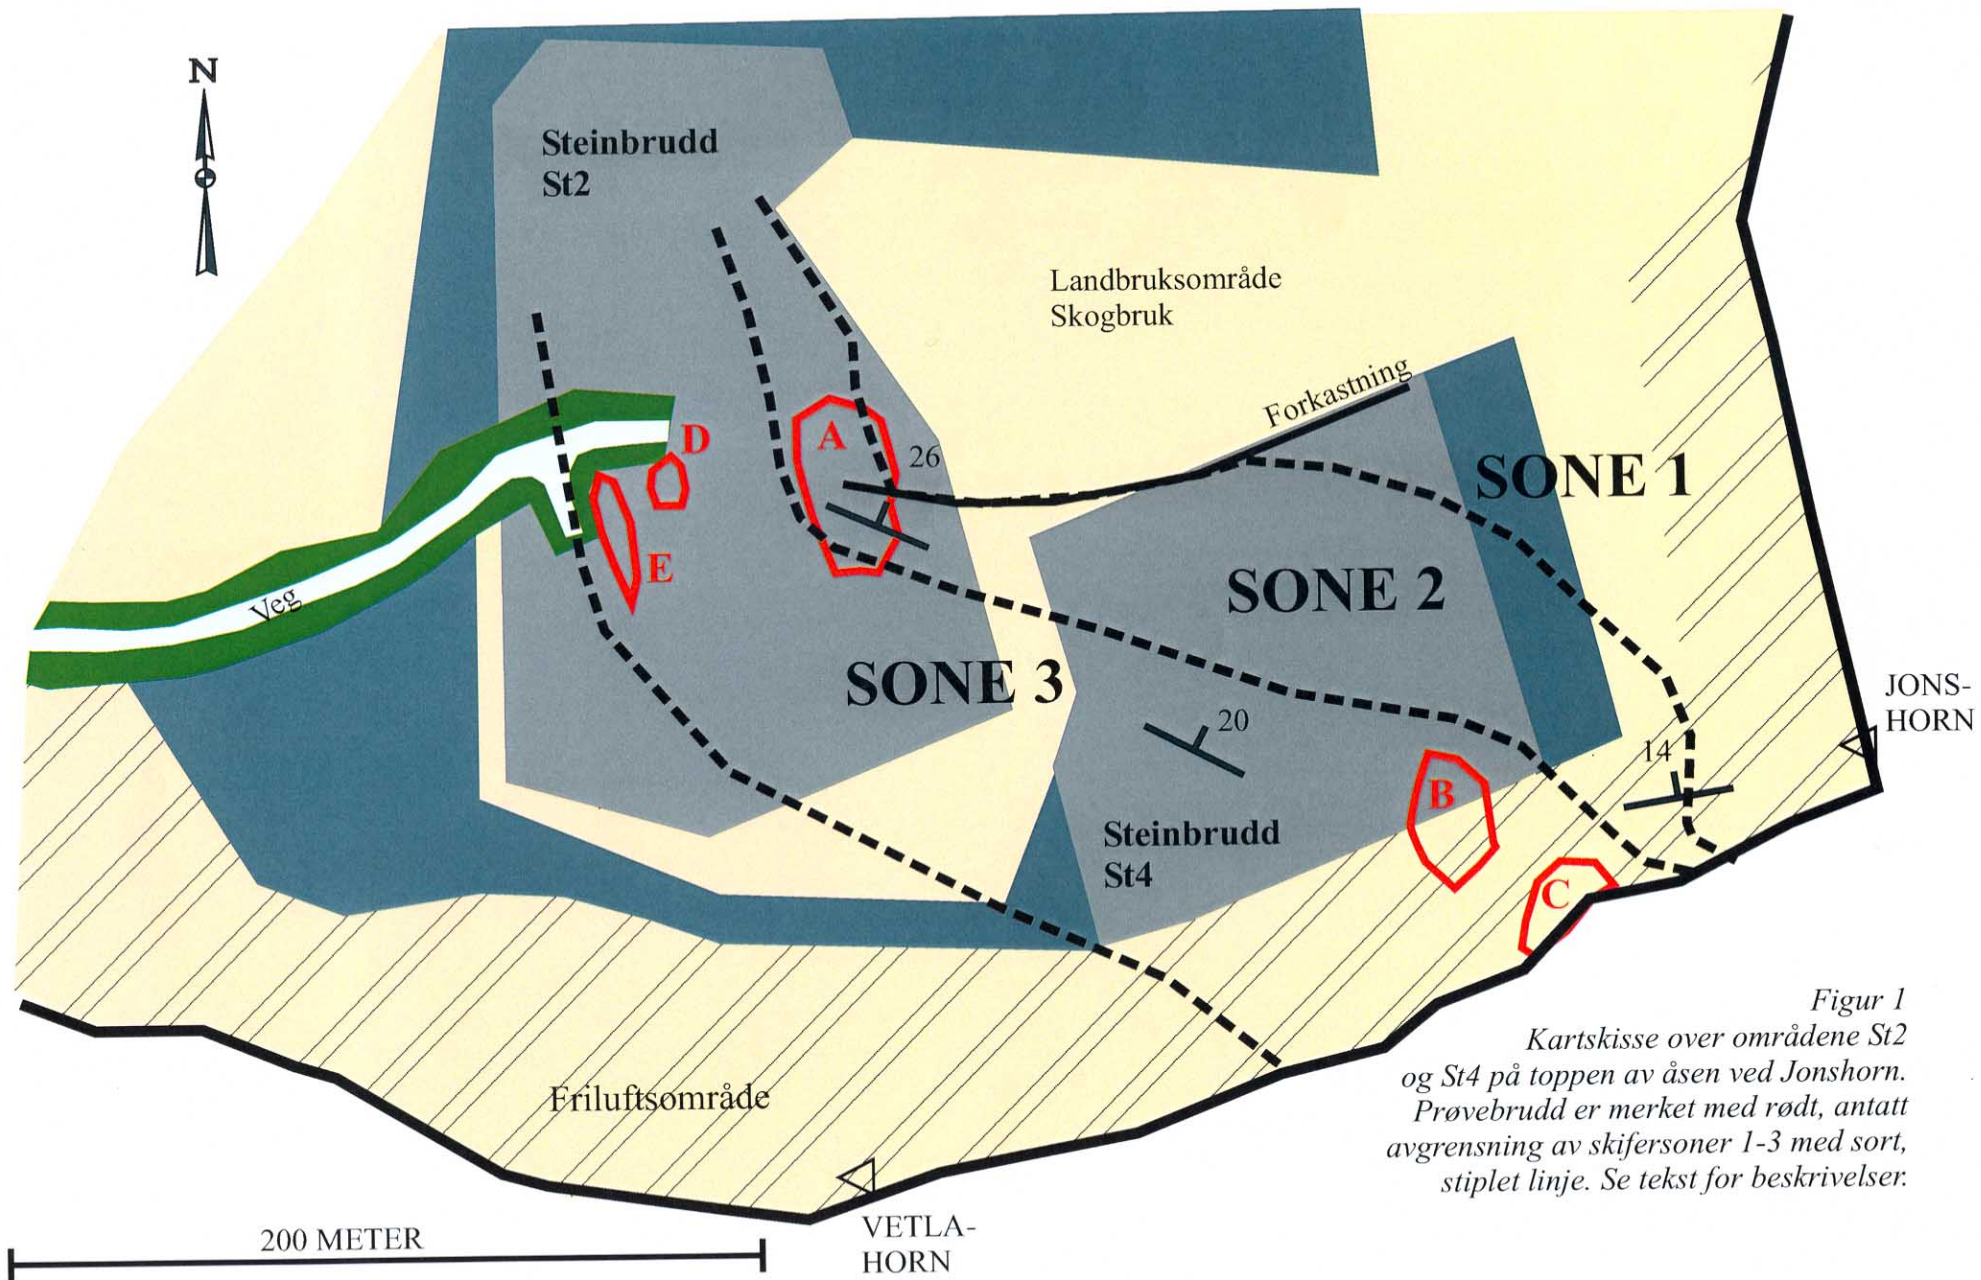 N
Steinbrudd
St2
Landbruksområde
Skogbruk
Forkastning
D
A
26
SONE 1
E
Veg
SONE 2
SONE 3
20
JONS-
HORN
14
B
Steinbrudd
St4
C
Figur 1
Kartskisse over områdene St2
og St4 på toppen av åsen ved Jonshorn.
Prøvebrudd er merket med rødt, antatt
avgrensning av skifersoner 1-3 med sort,
stiplet linje. Se tekst for beskrivelser.
Friluftsområde
200 METER
VETLA-
HORN